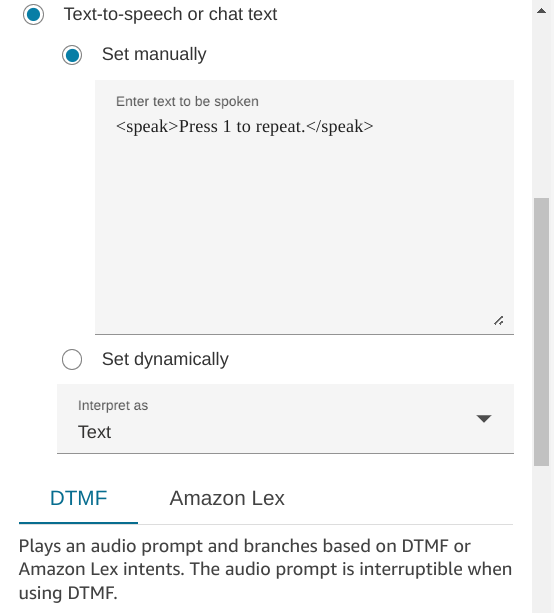 Text-to-speech or chat text
Set manually
Enter text to be spoken
<speak>Press 1 to repeat.</speak>
Set dynamically
Interpret as
Text
DTMF
Amazon Lex
Plays an audio prompt and branches based on DTMF or
Amazon Lex intents. The audio prompt is interruptible when
using DTMF.